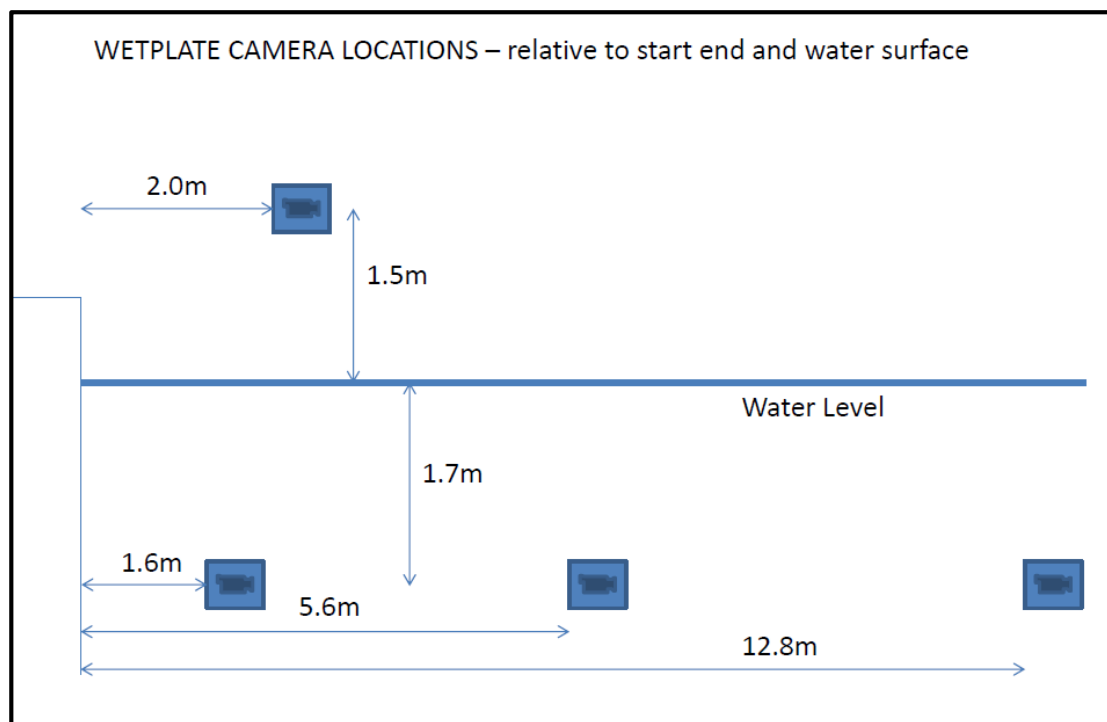 WETPLATE CAMERA LOCATIONS – relative to start end and water surface
2.0m
1.5m
Water Level
1.7m
1.6m
5.6m
12.8m